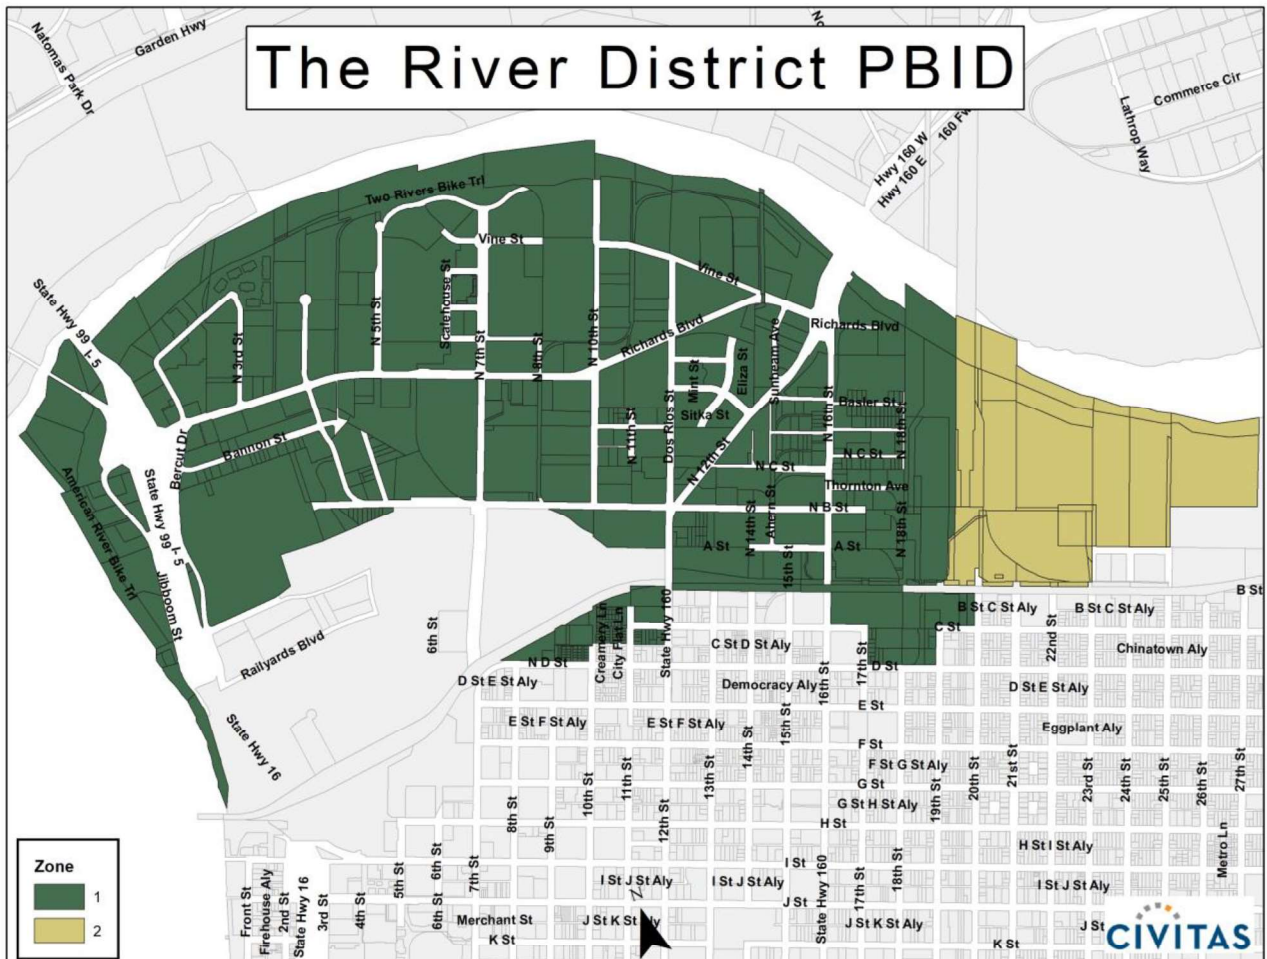 The River District PBID
Natomas Park Dr
Garden Hwy
No
Hwy 160 W
Hwy 160 E
160 Fw
Lathrop Way
Commerce Cir
Two Rivers Bike Trl
Vine St
Vine St
State Hwy 99
I-5
N 3rd St
N 5th St
Scalehouse St
N 7th St
N 8th St
N 10th St
Richards Blvd
Richards Blvd
Mint St
Eliza St
Sunbeam Ave
Basler St
Sitka St
N 11th St
Dos Rios St
N 12th St
N 16th St
N 18th St
N C St
N C St
Thornton Ave
N B St
Bercut Dr
Bannon St
American River Bike Trl
State Hwy 99
I-5
Jibboom St
N 14th St
Ahern St
15th St
A St
A St
N 18th St
Railyards Blvd
6th St
Creamery Ln
City Flat Ln
State Hwy 160
N D St
D St E St Aly
C St D St Aly
Democracy Aly
16th St
17th St
C St
D St
B St C St Aly
B St C St Aly
B St
22nd St
Chinatown Aly
D St E St Aly
E St
E St F St Aly
E St F St Aly
15th St
14th St
Eggplant Aly
F St
F St G St Aly
G St
G St H St Aly
H St
State Hwy 16
8th St
9th St
10th St
11th St
12th St
13th St
19th St
20th St
21st St
23rd St
24th St
25th St
26th St
27th St
H St I St Aly
Metro Ln
I St
I St J St Aly
I St J St Aly
I St J St Aly
J St
J St
State Hwy 160
17th St
18th St
Front St
Firehouse Aly
2nd St
State Hwy 16
3rd St
4th St
5th St
6th St
6th St
7th St
Merchant St
K St
J St K St Aly
J St K St Aly
K St
N
Zone
1
2
CIVITAS